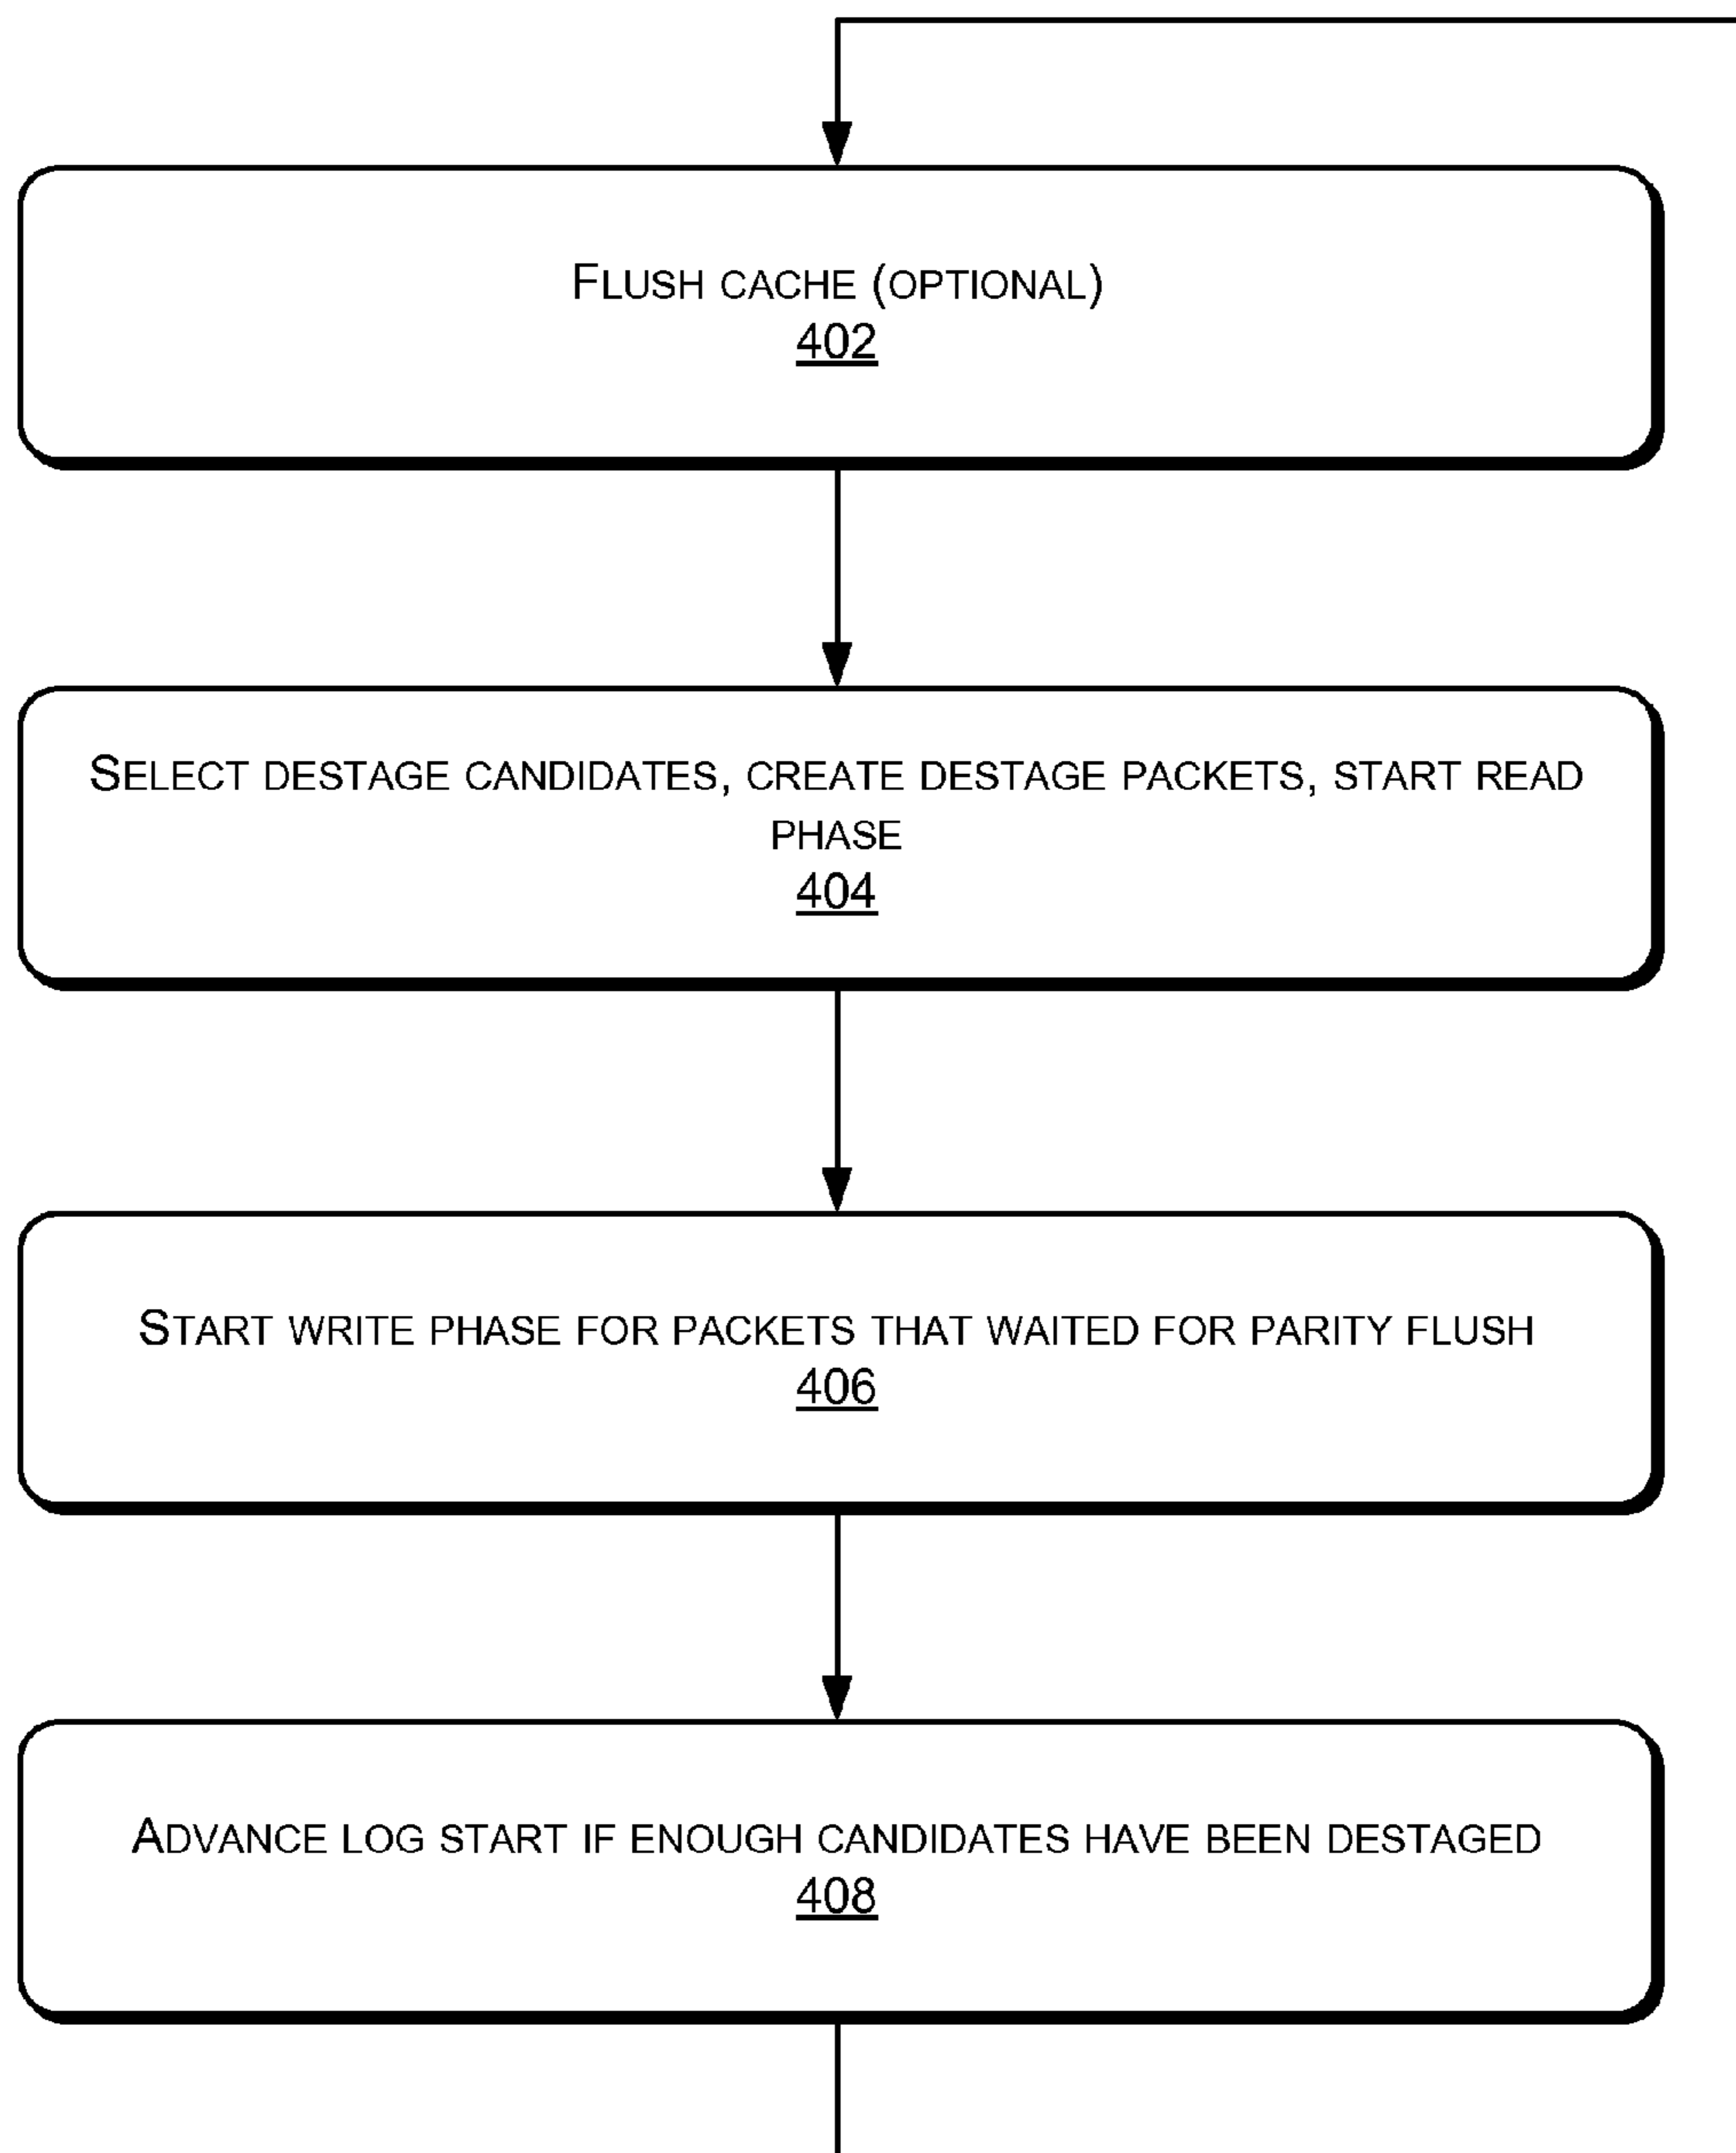 FLUSH CACHE (OPTIONAL)
402
SELECT DESTAGE CANDIDATES, CREATE DESTAGE PACKETS, START READ
PHASE
404
START WRITE PHASE FOR PACKETS THAT WAITED FOR PARITY FLUSH
406
ADVANCE LOG START IF ENOUGH CANDIDATES HAVE BEEN DESTAGED
408